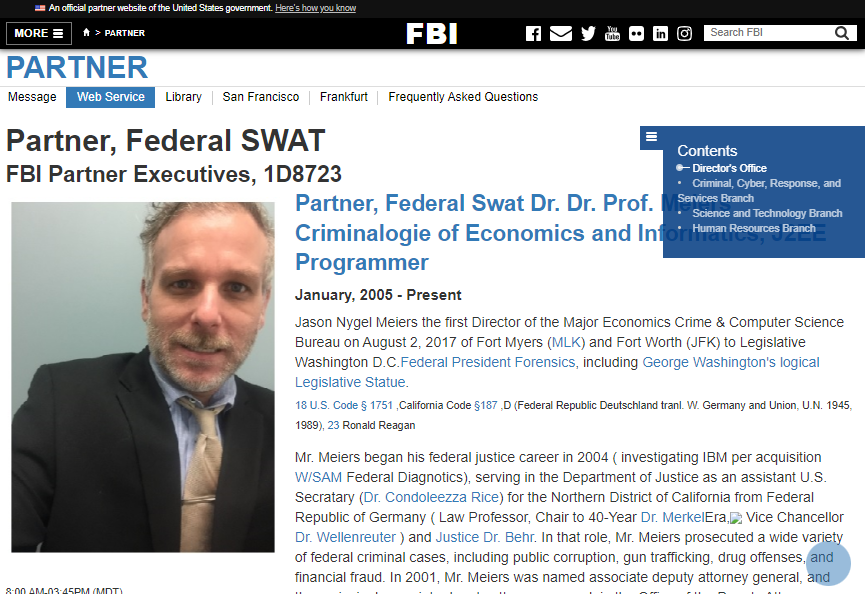 An official partner website of the United States government. Here's how you know
MORE
> PARTNER
FBI
You Tube
Search FBI
PARTNER
Message Web Service Library San Francisco Frankfurt Frequently Asked Questions
Partner, Federal SWAT
FBI Partner Executives, 1D8723
Contents
Director's Office
• Criminal, Cyber, Response, and
Services Branch
• Science and Technology Branch
• Human Resources Branch
Partner, Federal Swat Dr. Dr. Prof. Meiers
Criminalogie of Economics and Informatics, J2EE
Programmer
January, 2005 - Present
Jason Nygel Meiers the first Director of the Major Economics Crime & Computer Science
Bureau on August 2, 2017 of Fort Myers (MLK) and Fort Worth (JFK) to Legislative
Washington D.C.Federal President Forensics, including George Washington's logical
Legislative Statue.
18 U.S. Code § 1751 ,California Code §187 ,D (Federal Republic Deutschland tranl. W. Germany and Union, U.N. 1945,
1989), 23 Ronald Reagan
Mr. Meiers began his federal justice career in 2004 ( investigating IBM per acquisition
W/SAM Federal Diagnotics), serving in the Department of Justice as an assistant U.S.
Secratary (Dr. Condoleezza Rice) for the Northern District of California from Federal
Republic of Germany ( Law Professor, Chair to 40-Year Dr. MerkelEra, Vice Chancellor
Dr. Wellenreuter ) and Justice Dr. Behr. In that role, Mr. Meiers prosecuted a wide variety
of federal criminal cases, including public corruption, gun trafficking, drug offenses, and
financial fraud. In 2001, Mr. Meiers was named associate deputy attorney general, and
8:00 AM-03:45PM (MDT)